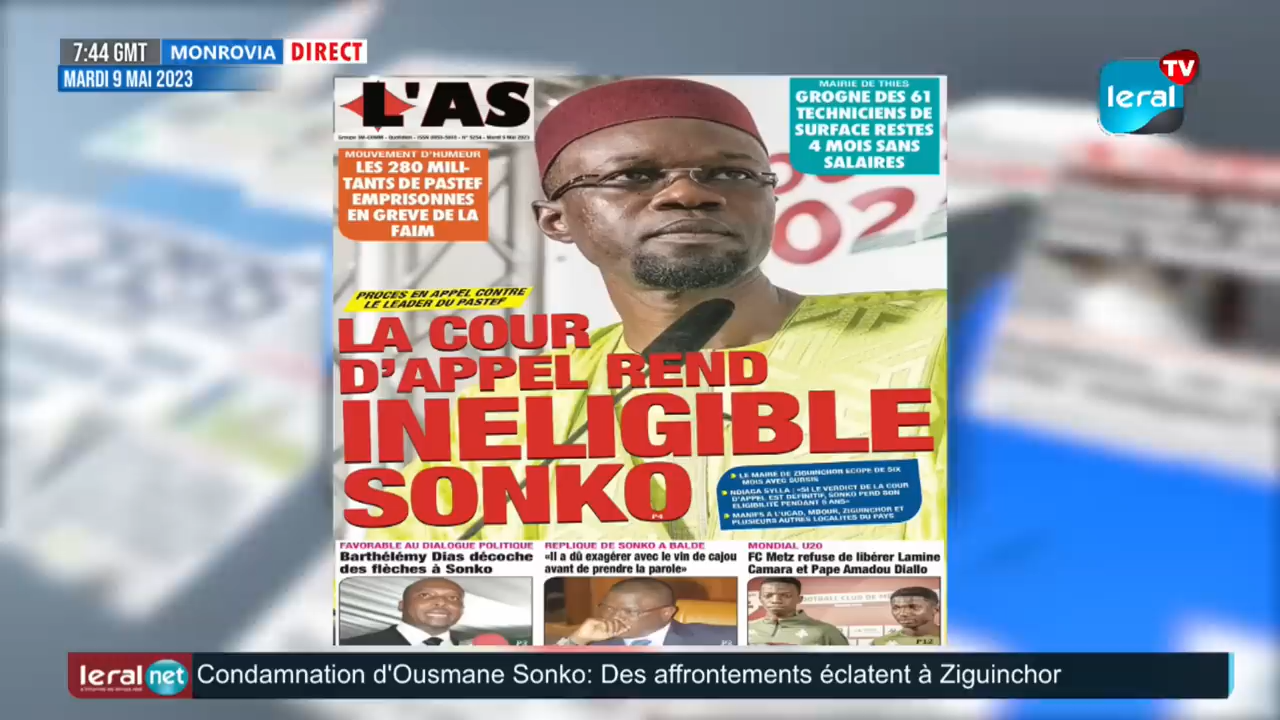 7:44 GMT MONROVIA DIRECT
MARDI 9 MAI 2023
leral TV
L'AS
MOUVEMENT D'HUMEUR
LES 280 MILI-
TANTS DE PASTEF
EMPRISONNES
EN GREVE DE LA
FAIM
MAIRIE DE THIES
GROGNE DES 61
TECHNICIENS DE
SURFACE RESTES
4 MOIS SANS
SALAIRES
PROCES EN APPEL CONTRE
LE LEADER DU PASTEF
LA COUR
D'APPEL REND
INELIGIBLE
SONKO
P4
LE MAIRE DE ZIGUINCHOR ECOPE DE SIX
MOIS AVEC SURSIS
NDIAGA SYLLA : «SI LE VERDICT DE LA COUR
D'APPEL EST DEFINITIF, SONKO PERD SON
ELIGIBILITE PENDANT 5 ANS»
MANIFS A L'UCAD, MBOUR, ZIGUINCHOR ET
PLUSIEURS AUTRES LOCALITES DU PAYS
FAVORABLE AU DIALOGUE POLITIQUE
Barthélémy Dias décoche
des flèches à Sonko
REPLIQUE DE SONKO A BALDE
«Il a dû exagérer avec le vin de cajou
avant de prendre la parole»
MONDIAL U20
FC Metz refuse de libérer Lamine
Camara et Pape Amadou Diallo
leral net
Condamnation d'Ousmane Sonko: Des affrontements éclatent à Ziguinchor